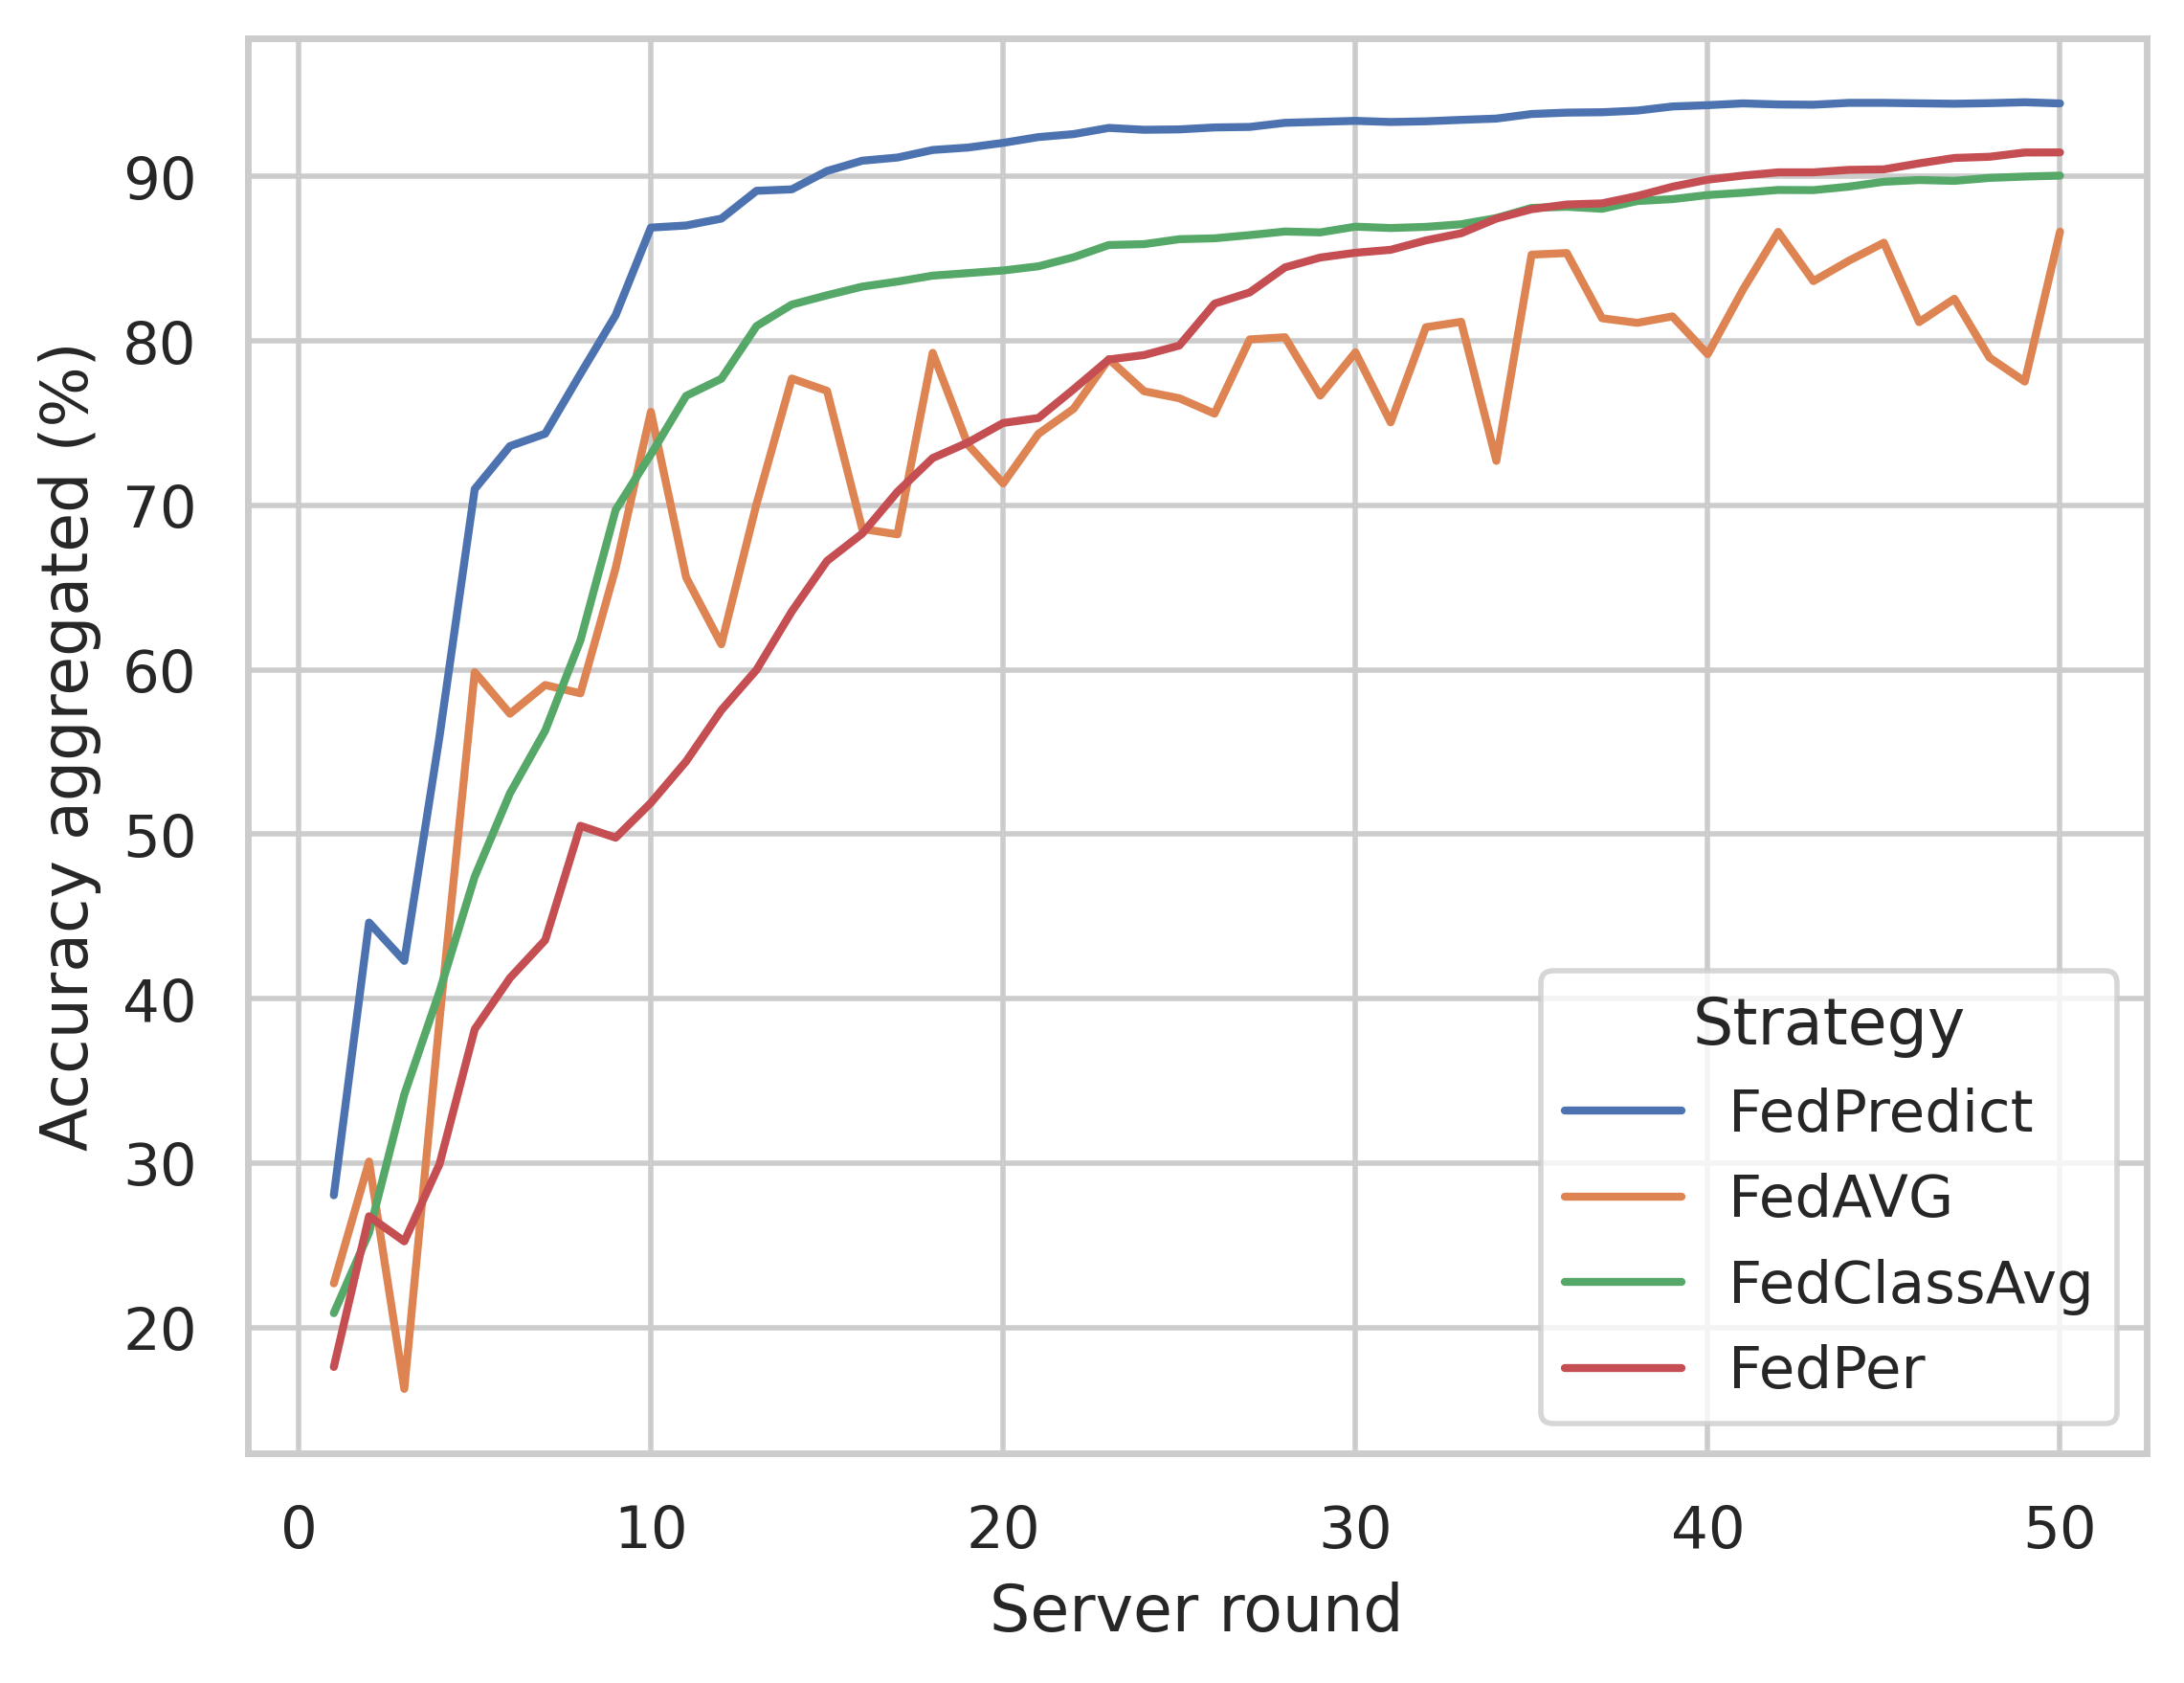 Accuracy aggregated (%)
90
80
70
60
50
40
30
20
Strategy
FedPredict
FedAVG
FedClassAvg
FedPer
0 10 20 30 40 50
Server round